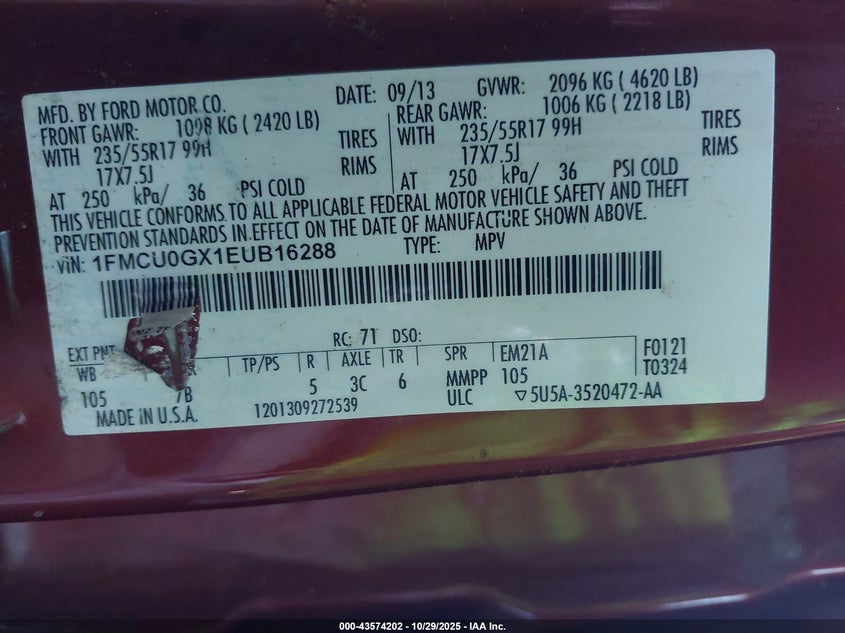 MFD. BY FORD MOTOR CO. DATE: 09/13 GVWR: 2096 KG ( 4620 LB)
FRONT GAWR: 1098 KG ( 2420 LB) REAR GAWR: 1006 KG ( 2218 LB)
WITH 235/55R17 99H TIRES WITH 235/55R17 99H TIRES
17X7.5J RIMS 17X7.5J RIMS
AT 250 kPa/ 36 PSI COLD AT 250 kPa/ 36 PSI COLD
THIS VEHICLE CONFORMS TO ALL APPLICABLE FEDERAL MOTOR VEHICLE SAFETY AND THEFT
PREVENTION STANDARDS IN EFFECT ON THE DATE OF MANUFACTURE SHOWN ABOVE.
VIN: 1FMCU0GX1EUB16288 TYPE: MPV
EXT PNT RC: 71 DSO:
WB TP/PS R AXLE TR SPR EM21A F0121
105 7B 5 3C 6 MMPP 105 T0324
MADE IN U.S.A. 1201309272539 ULC ▽5U5A-3520472-AA
000-43574202 - 10/29/2025 - IAA Inc.